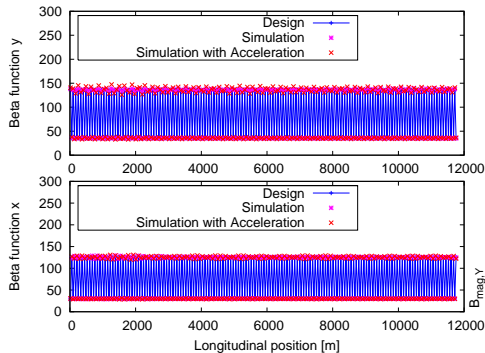 Beta function y
300
250
200
150
100
50
0
Design
Simulation
Simulation with Acceleration
0 2000 4000 6000 8000 10000 12000
Beta function x
300
250
200
150
100
50
0
Design
Simulation
Simulation with Acceleration
0 2000 4000 6000 8000 10000 12000
Longitudinal position [m]
Bmag,Y